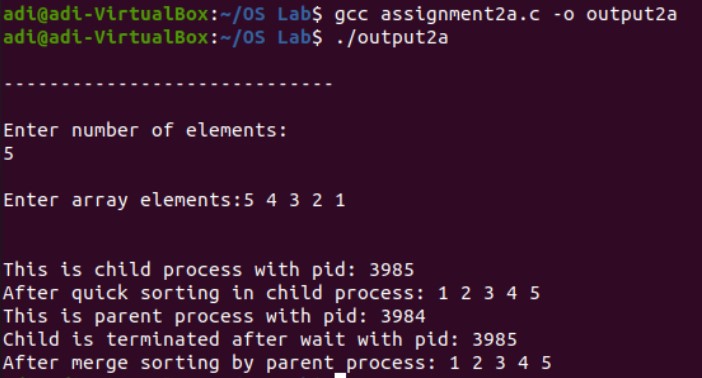 adi@adi-VirtualBox:~/OS Lab$ gcc assignment2a.c -o output2a
adi@adi-VirtualBox:~/OS Lab$ ./output2a
-----------------------------
Enter number of elements:
5
Enter array elements:5 4 3 2 1
This is child process with pid: 3985
After quick sorting in child process: 1 2 3 4 5
This is parent process with pid: 3984
Child is terminated after wait with pid: 3985
After merge sorting by parent process: 1 2 3 4 5